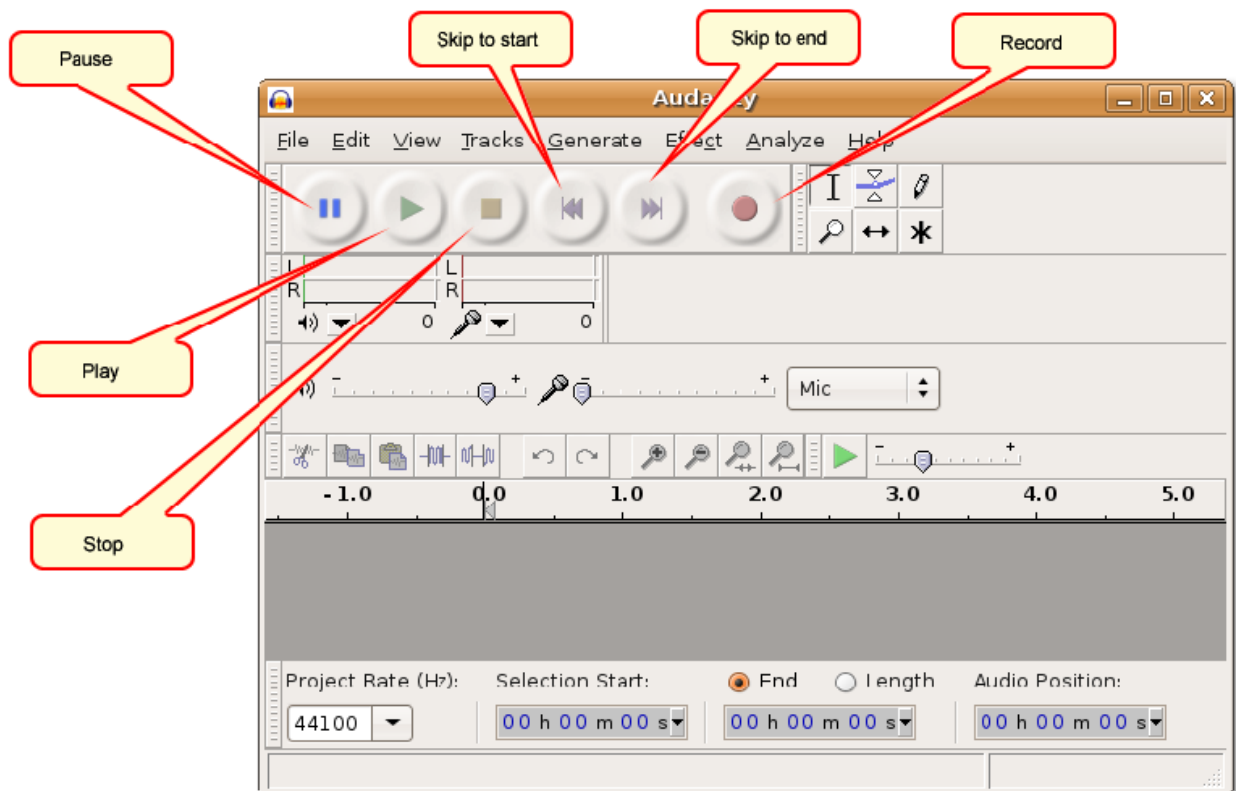 Pause
Skip to start
Skip to end
Record
File Edit View Tracks Generate Effect Analyze Help
L L
R R
0 0
Play
- + - + Mic
- +
- 1.0 0.0 1.0 2.0 3.0 4.0 5.0
Stop
Project Rate (Hz): Selection Start: End Length Audio Position:
44100 00 h 00 m 00 s 00 h 00 m 00 s 00 h 00 m 00 s